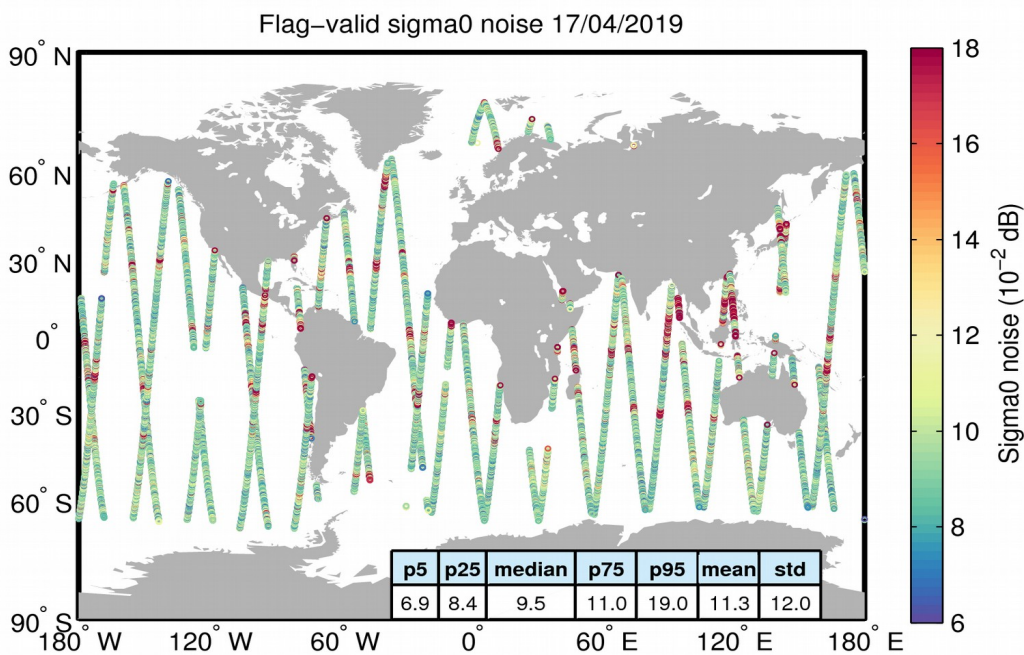 Flag−valid sigma0 noise 17/04/2019
90° N
60° N
30° N
0°
30° S
60° S
90° S
180° W
120° W
60° W
0°
60° E
120° E
180° E
p5 p25 median p75 p95 mean std
6.9 8.4 9.5 11.0 19.0 11.3 12.0
18
16
14
12
10
8
6
Sigma0 noise (10⁻² dB)